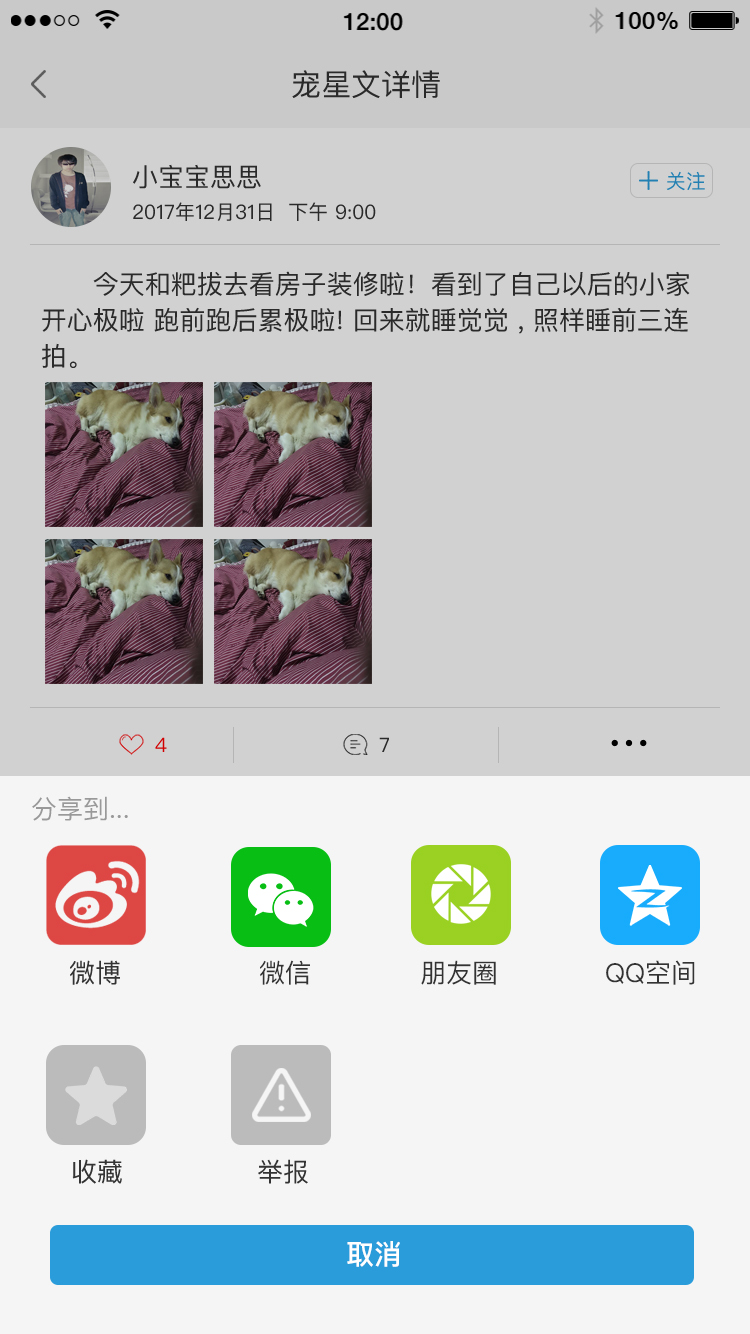 12:00
100%
宠星文详情
小宝宝思思
2017年12月31日 下午 9:00
关注
今天和粑拔去看房子装修啦！看到了自己以后的小家
开心极啦 跑前跑后累极啦! 回来就睡觉觉 , 照样睡前三连
拍。
4
7
分享到...
微博
微信
朋友圈
QQ空间
收藏
举报
取消